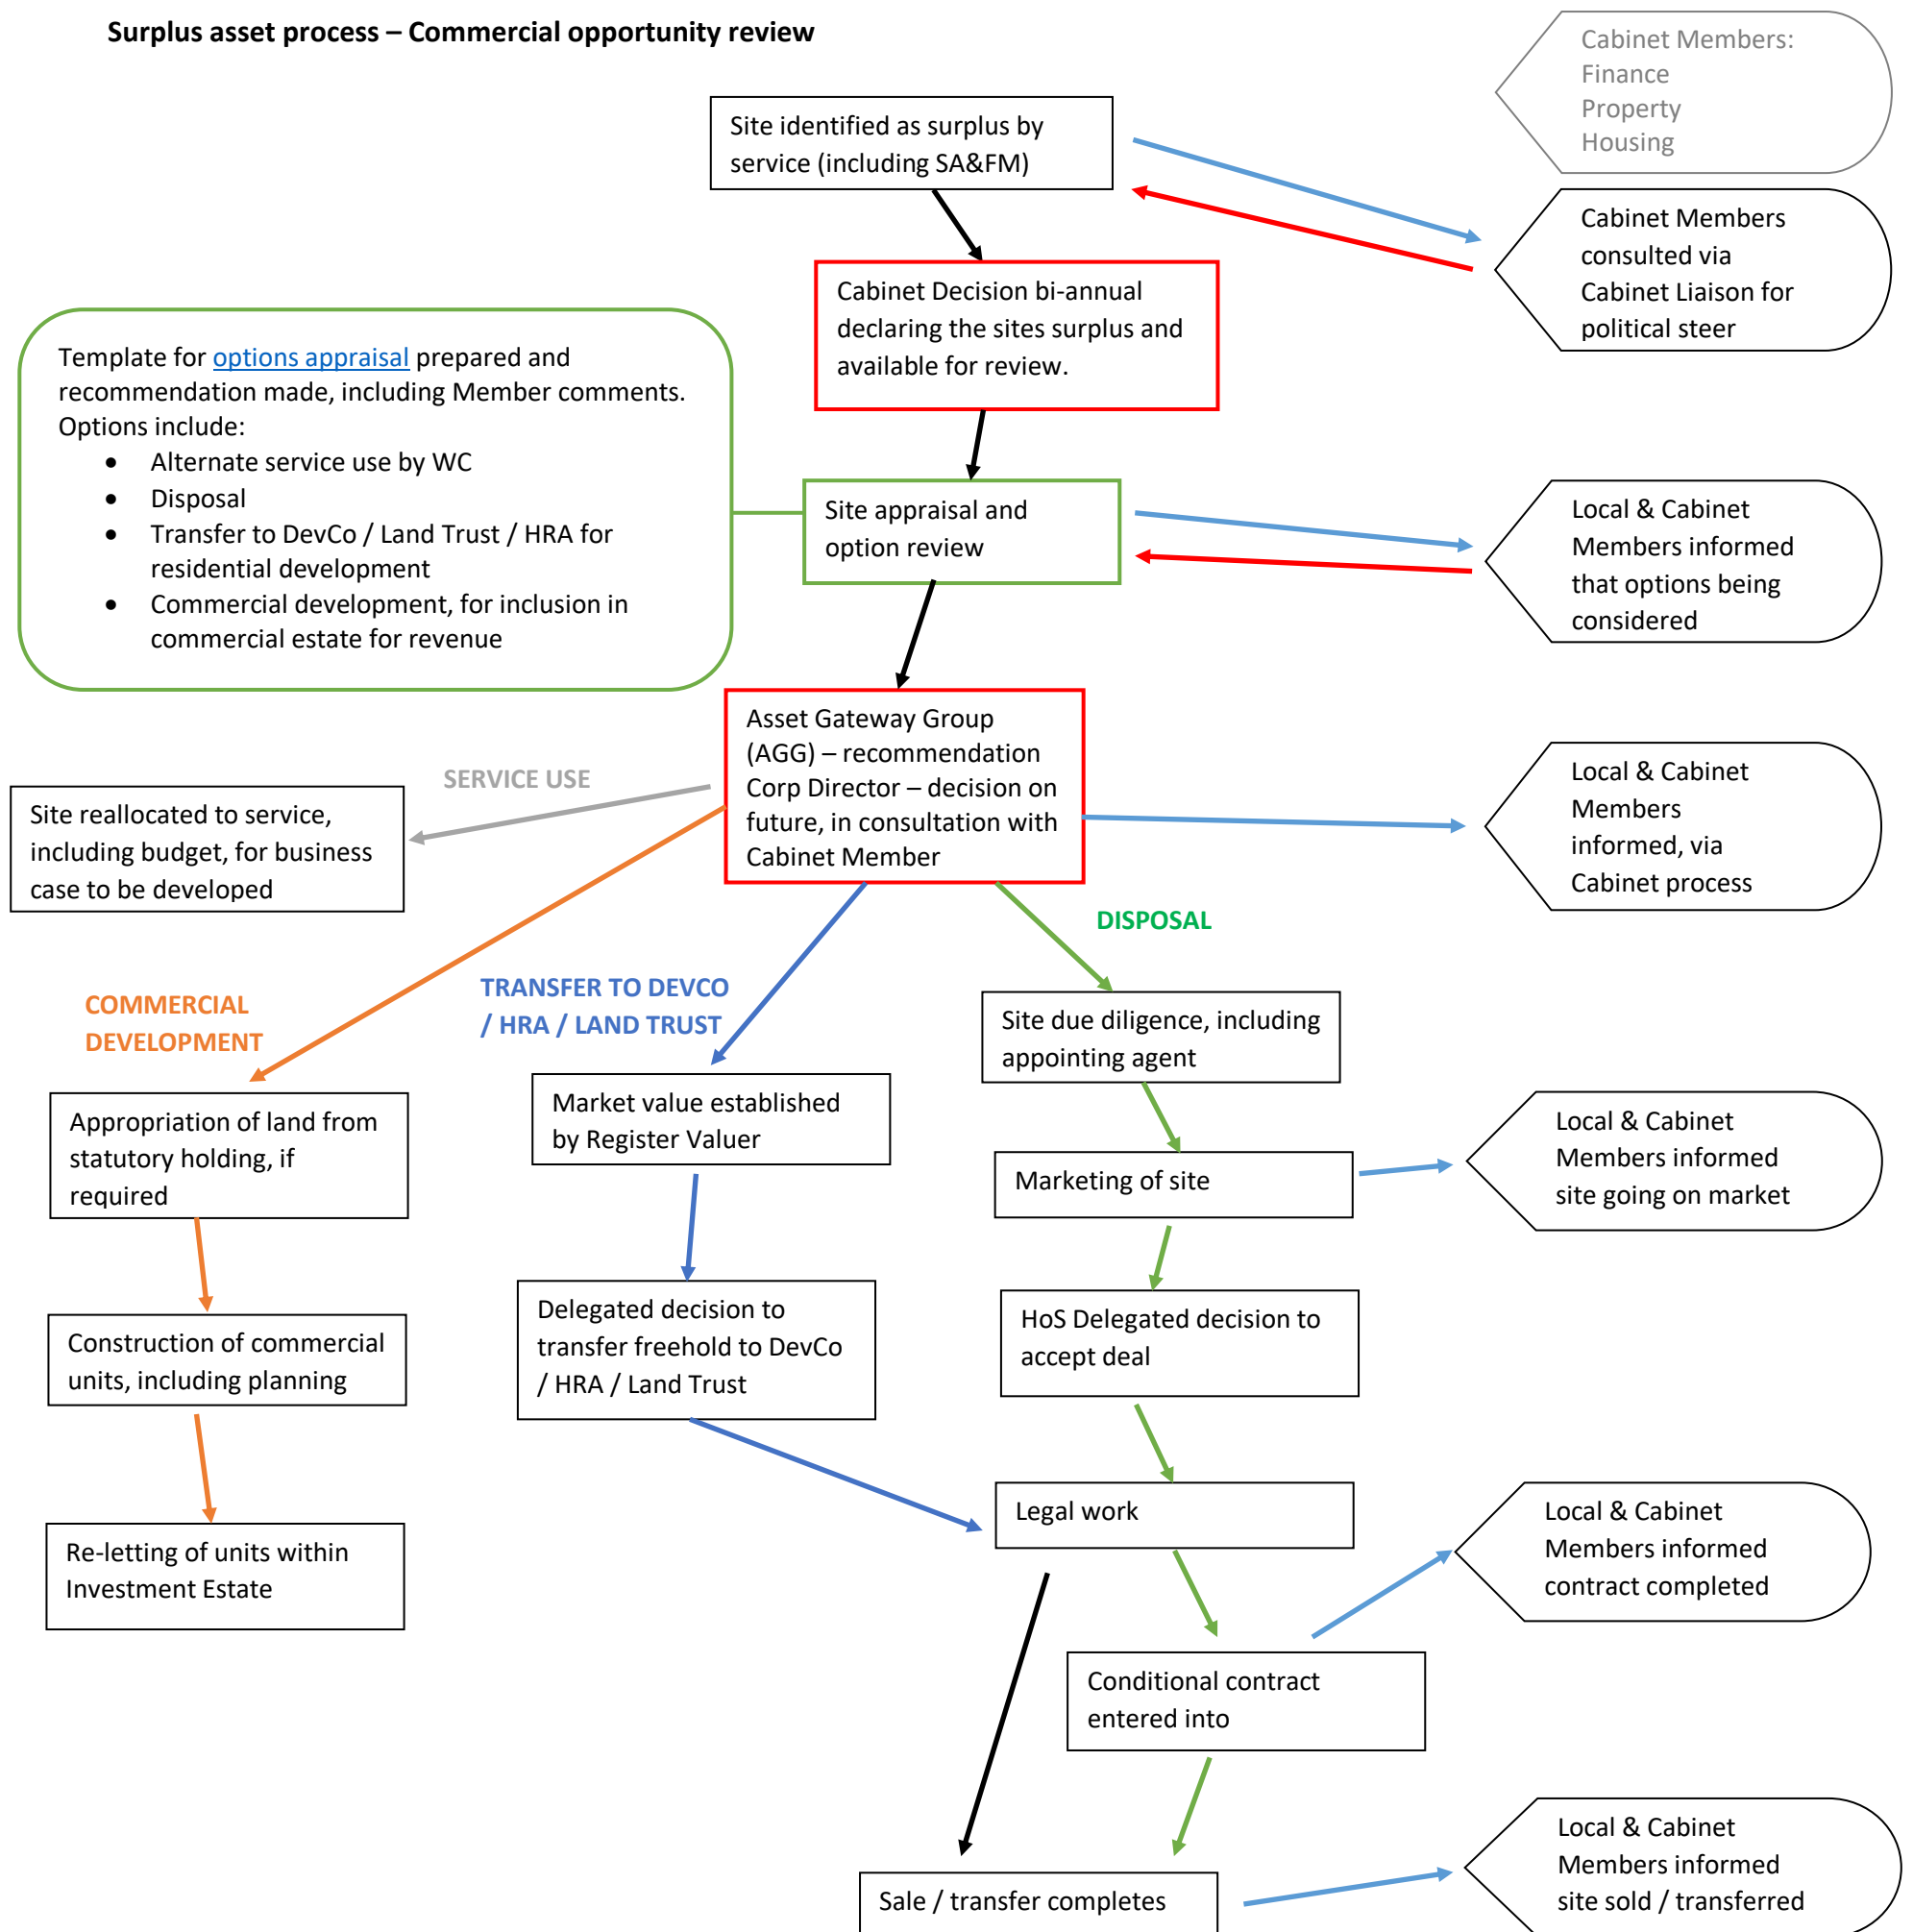 Surplus asset process – Commercial opportunity review
Cabinet Members:
Finance
Property
Housing
Site identified as surplus by
service (including SA&FM)
Cabinet Members
consulted via
Cabinet Liaison for
political steer
Cabinet Decision bi-annual
declaring the sites surplus and
available for review.
Template for options appraisal prepared and
recommendation made, including Member comments.
Options include:
• Alternate service use by WC
• Disposal
• Transfer to DevCo / Land Trust / HRA for
residential development
• Commercial development, for inclusion in
commercial estate for revenue
Site appraisal and
option review
Local & Cabinet
Members informed
that options being
considered
Asset Gateway Group
(AGG) – recommendation
Corp Director – decision on
future, in consultation with
Cabinet Member
Local & Cabinet
Members
informed, via
Cabinet process
SERVICE USE
Site reallocated to service,
including budget, for business
case to be developed
DISPOSAL
COMMERCIAL
DEVELOPMENT
TRANSFER TO DEVCO
/ HRA / LAND TRUST
Site due diligence, including
appointing agent
Appropriation of land from
statutory holding, if
required
Market value established
by Register Valuer
Marketing of site
Local & Cabinet
Members informed
site going on market
Construction of commercial
units, including planning
Delegated decision to
transfer freehold to DevCo
/ HRA / Land Trust
HoS Delegated decision to
accept deal
Re-letting of units within
Investment Estate
Legal work
Local & Cabinet
Members informed
contract completed
Conditional contract
entered into
Sale / transfer completes
Local & Cabinet
Members informed
site sold / transferred